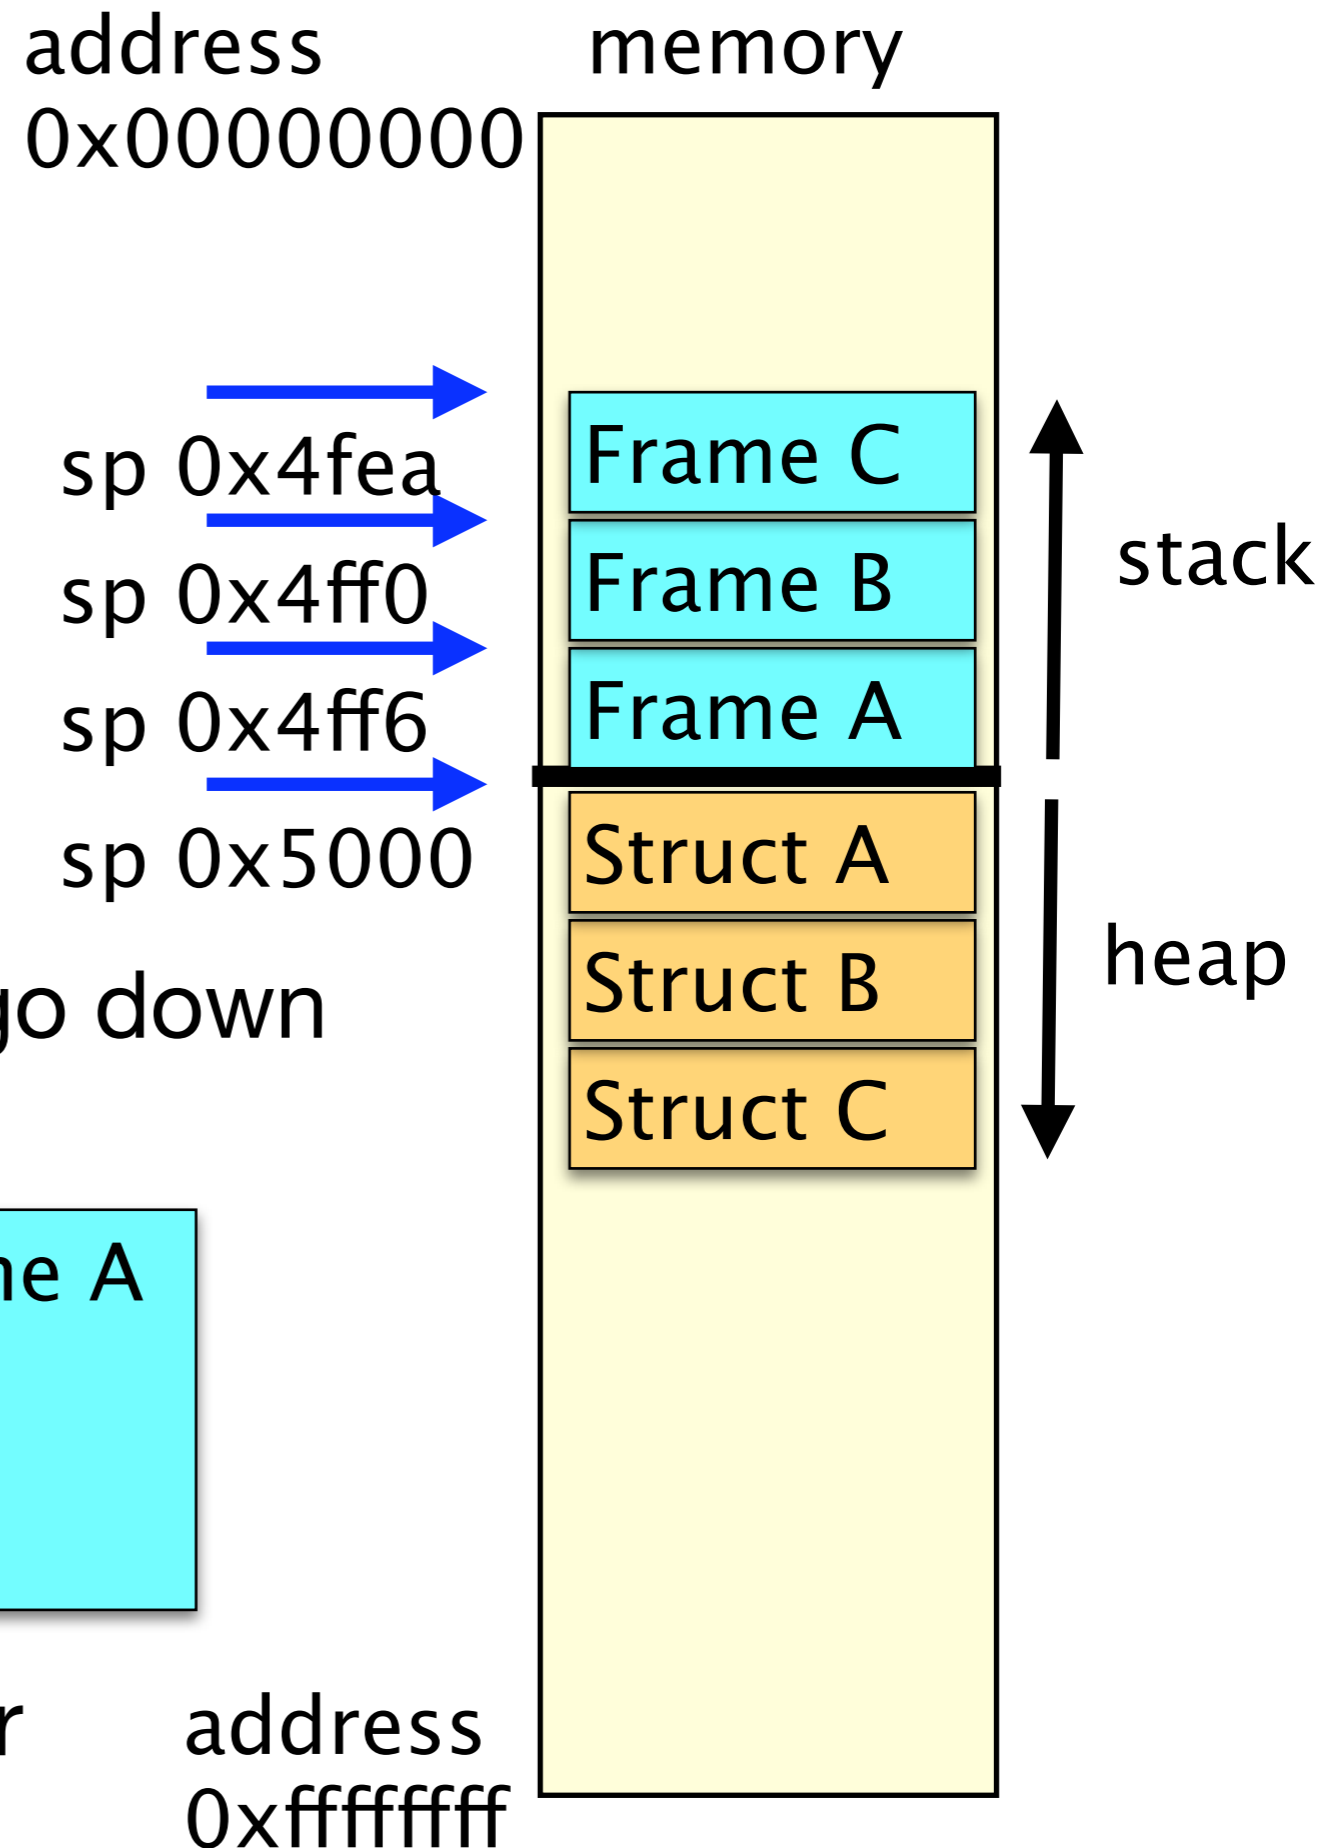 address
memory
0x00000000
sp 0x4fea
Frame C
stack
sp 0x4ff0
Frame B
sp 0x4ff6
Frame A
sp 0x5000
Struct A
heap
go down
Struct B
Struct C
ne A
r
address
0xffffffff